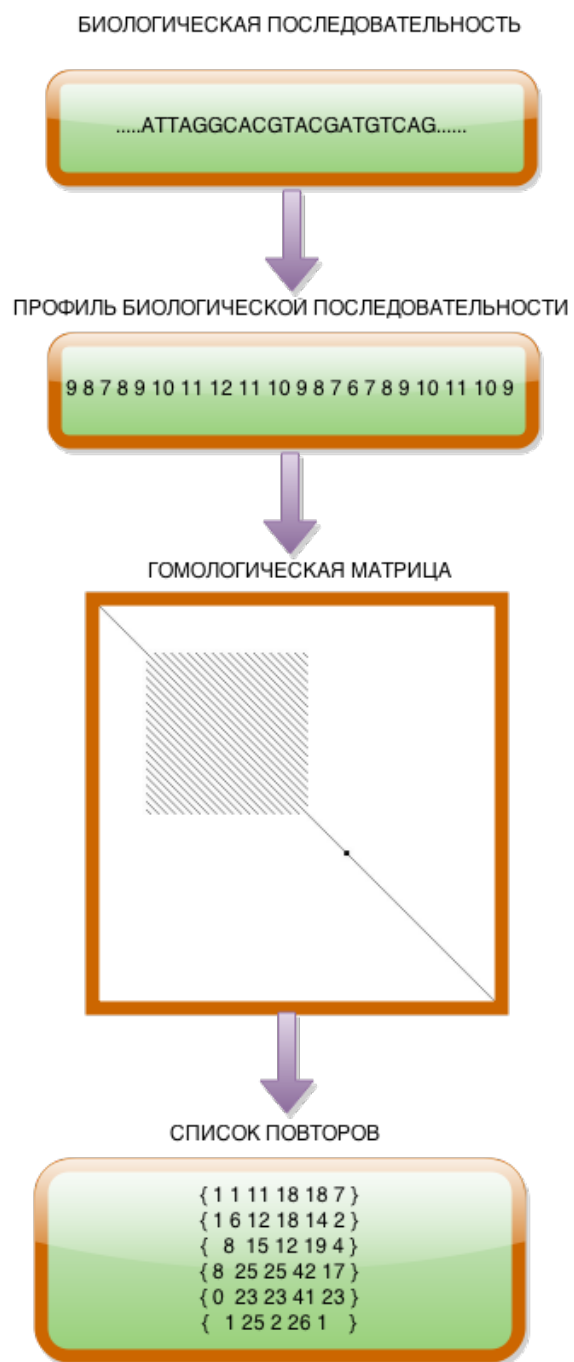 БИОЛОГИЧЕСКАЯ ПОСЛЕДОВАТЕЛЬНОСТЬ
.....ATTAGGCACGTACGATGTCAG......
ПРОФИЛЬ БИОЛОГИЧЕСКОЙ ПОСЛЕДОВАТЕЛЬНОСТИ
9 8 7 8 9 10 11 12 11 10 9 8 7 6 7 8 9 10 11 10 9
ГОМОЛОГИЧЕСКАЯ МАТРИЦА
СПИСОК ПОВТОРОВ
{ 1 1 11 18 18 7 }
{ 1 6 12 18 14 2 }
{ 8 15 12 19 4 }
{ 8 25 25 42 17 }
{ 0 23 23 41 23 }
{ 1 25 2 26 1 }